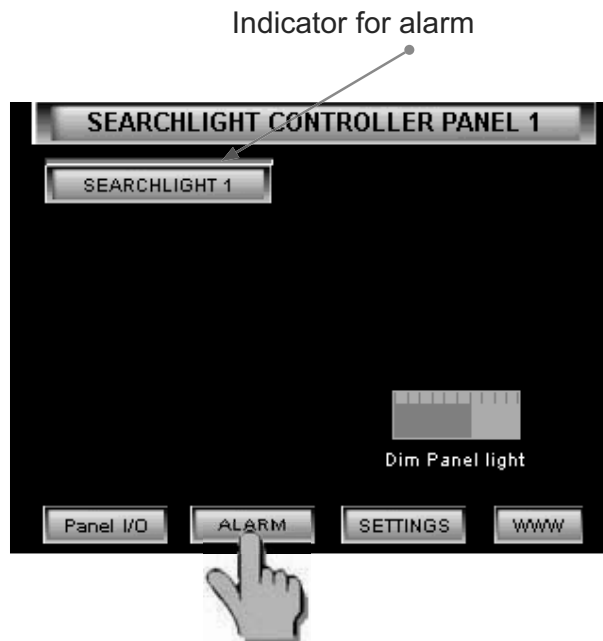 Indicator for alarm
SEARCHLIGHT CONTROLLER PANEL 1
SEARCHLIGHT 1
Dim Panel light
Panel I/O ALARM SETTINGS WWW